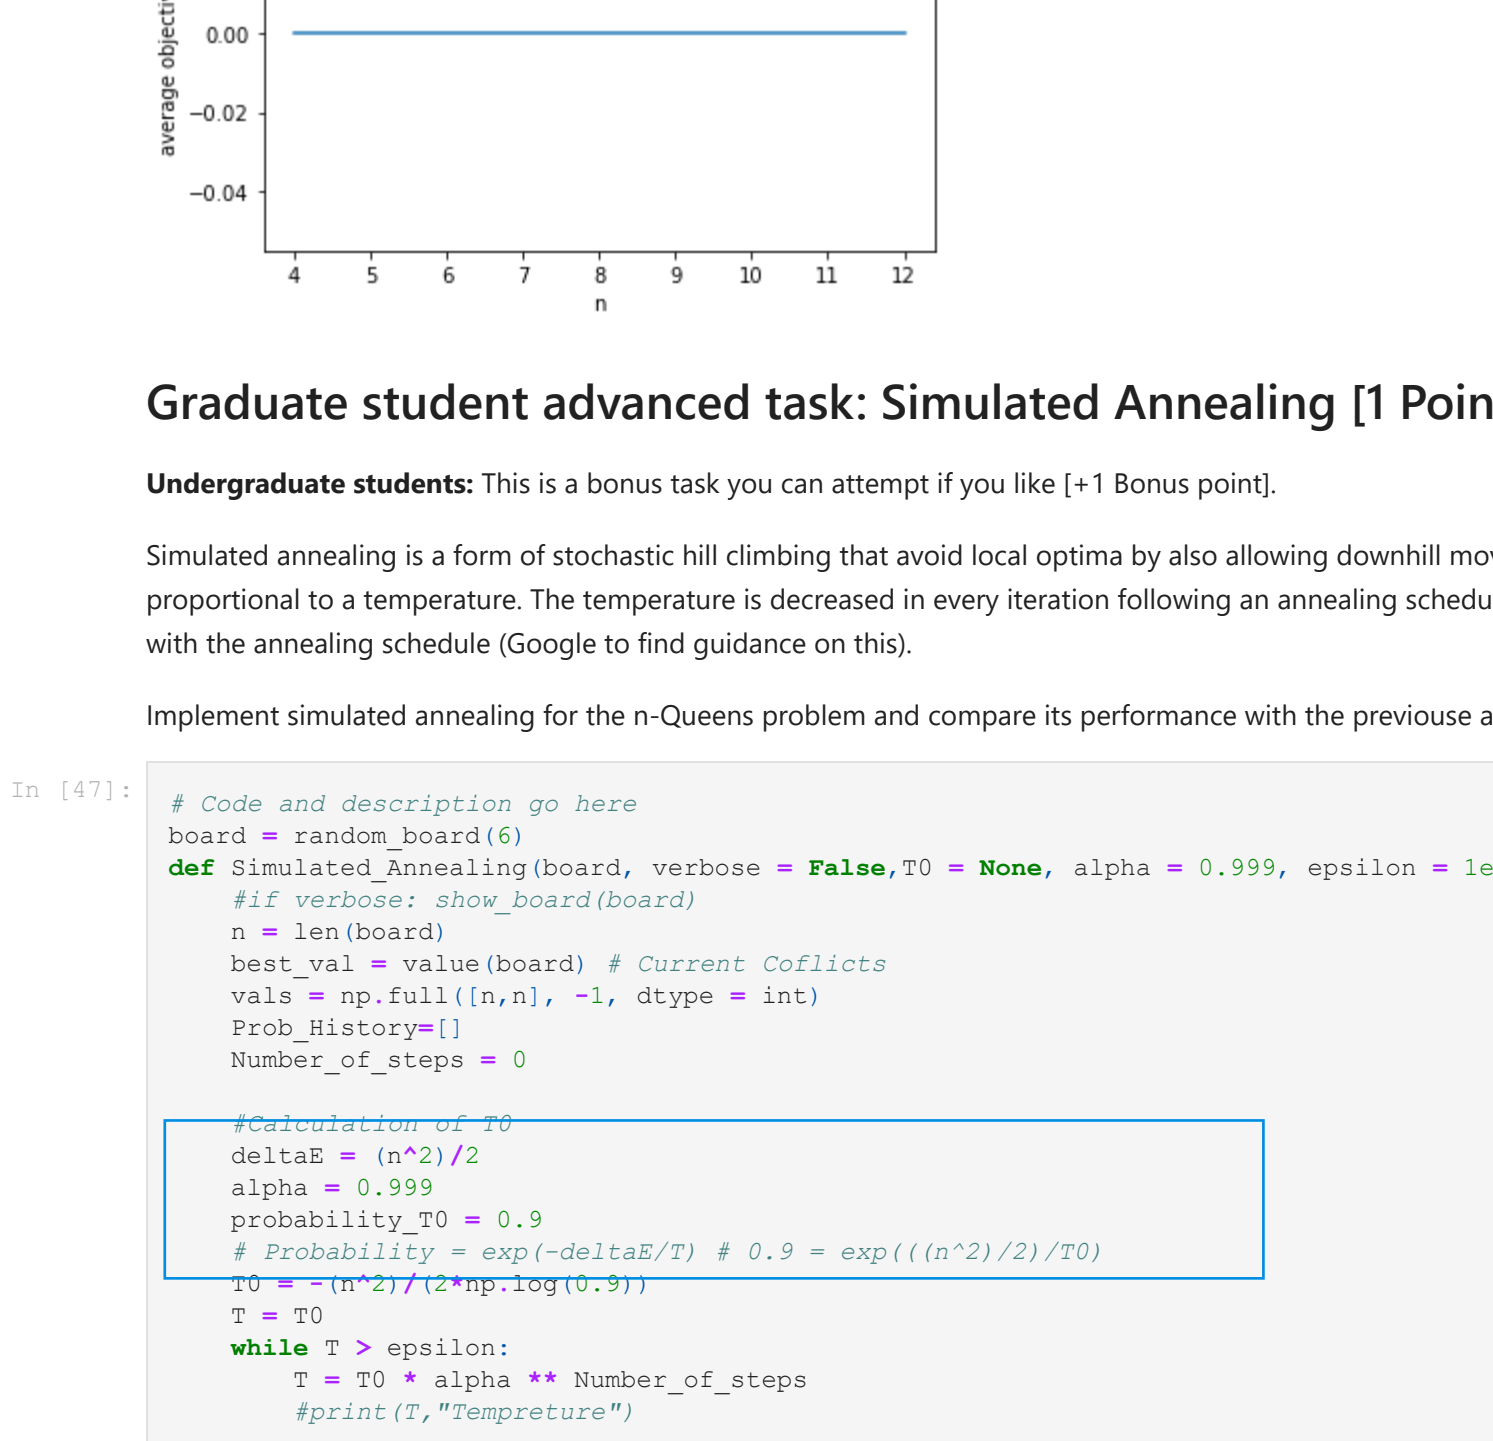 average objecti
0.00
−0.02
−0.04
4 5 6 7 8 9 10 11 12
n
Graduate student advanced task: Simulated Annealing [1 Poin
Undergraduate students: This is a bonus task you can attempt if you like [+1 Bonus point].
Simulated annealing is a form of stochastic hill climbing that avoid local optima by also allowing downhill mov
proportional to a temperature. The temperature is decreased in every iteration following an annealing schedu
with the annealing schedule (Google to find guidance on this).
Implement simulated annealing for the n-Queens problem and compare its performance with the previouse a
In [47]:
# Code and description go here
board = random_board(6)
def Simulated_Annealing(board, verbose = False,T0 = None, alpha = 0.999, epsilon = 1e
    #if verbose: show_board(board)
    n = len(board)
    best_val = value(board) # Current Coflicts
    vals = np.full([n,n], -1, dtype = int)
    Prob_History=[]
    Number_of_steps = 0
    #Calculation of T0
    deltaE = (n^2)/2
    alpha = 0.999
    probability_T0 = 0.9
    # Probability = exp(-deltaE/T) # 0.9 = exp(((n^2)/2)/T0)
    T0 = -(n^2)/(2*np.log(0.9))
    T = T0
    while T > epsilon:
        T = T0 * alpha ** Number_of_steps
        #print(T,"Tempreture")